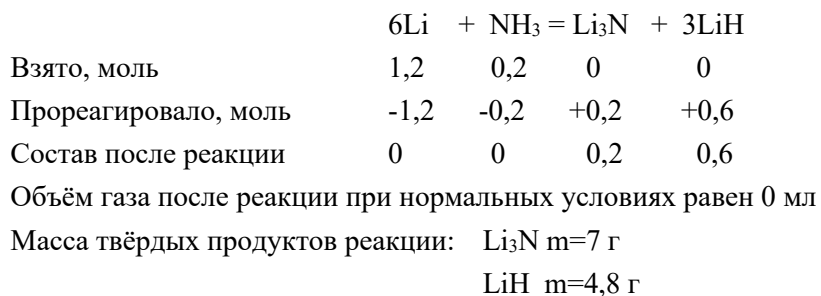 6Li + NH₃ = Li₃N + 3LiH
Взято, моль 1,2 0,2 0 0
Прореагировало, моль -1,2 -0,2 +0,2 +0,6
Состав после реакции 0 0 0,2 0,6
Объём газа после реакции при нормальных условиях равен 0 мл
Масса твёрдых продуктов реакции: Li₃N m=7 г
LiH m=4,8 г